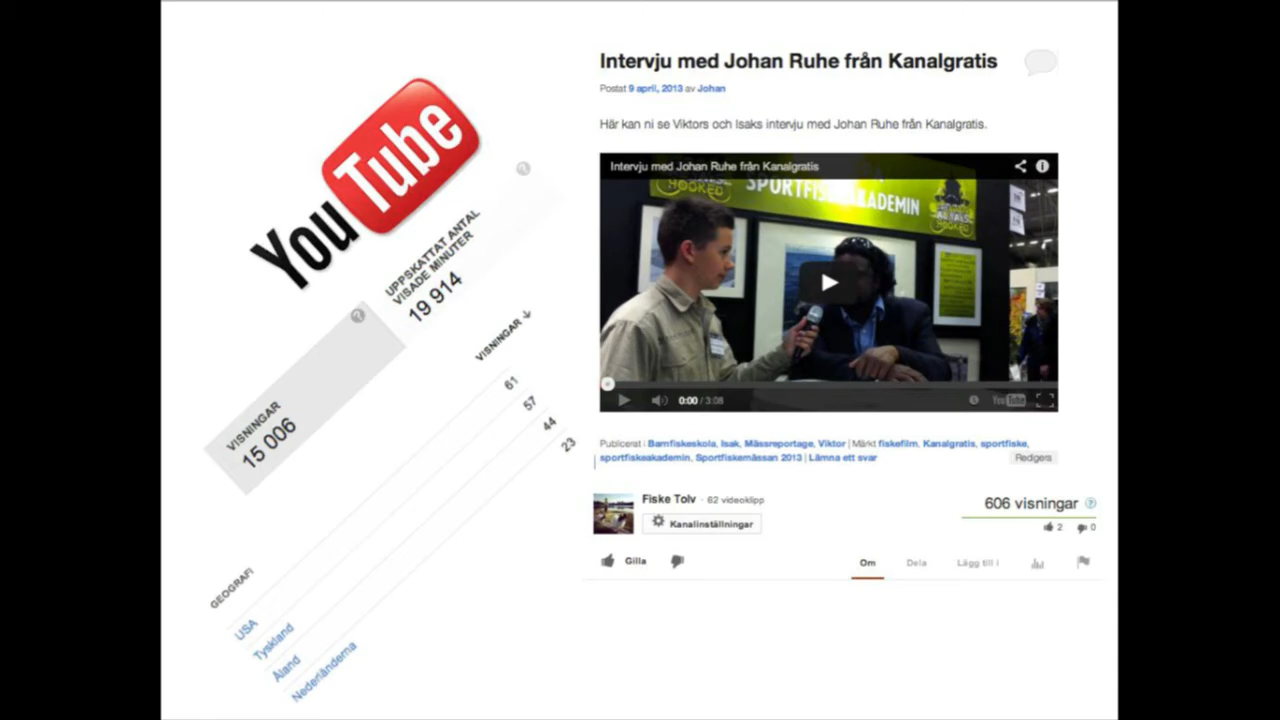 YouTube
UPPSKATTAT ANTAL
VISADE MINUTER
19 914
VISNINGAR
15 006
VISNINGAR
61
57
44
23
GEOGRAFI
USA
Tyskland
Åland
Nederländerna
Intervju med Johan Ruhe från Kanalgratis
Postat 9 april, 2013 av Johan
Här kan ni se Viktors och Isaks intervju med Johan Ruhe från Kanalgratis.
Intervju med Johan Ruhe från Kanalgratis
HOOKED
SPORTFISKEAKADEMIN
0:00 / 3:08
YouTube
Publicerat i Barnfiskeskola, Isak, Mässreportage, Viktor | Märkt fiskefilm, Kanalgratis, sportfiske,
sportfiskeakademin, Sportfiskemässan 2013 | Lämna ett svar
Redigera
Fiske Tolv · 62 videoklipp
Kanalinställningar
606 visningar
2 0
Gilla
Om Dela Lägg till i